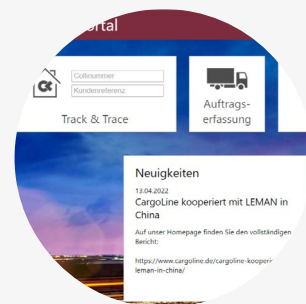 Collinummer
Kundenreferenz
Track & Trace
Auftrags-
erfassung
Neuigkeiten
13.04.2022
CargoLine kooperiert mit LEMAN in
China
Auf unser Homepage finden Sie den vollständigen
Bericht:
https://www.cargoline.de/cargoline-kooperi
leman-in-china/